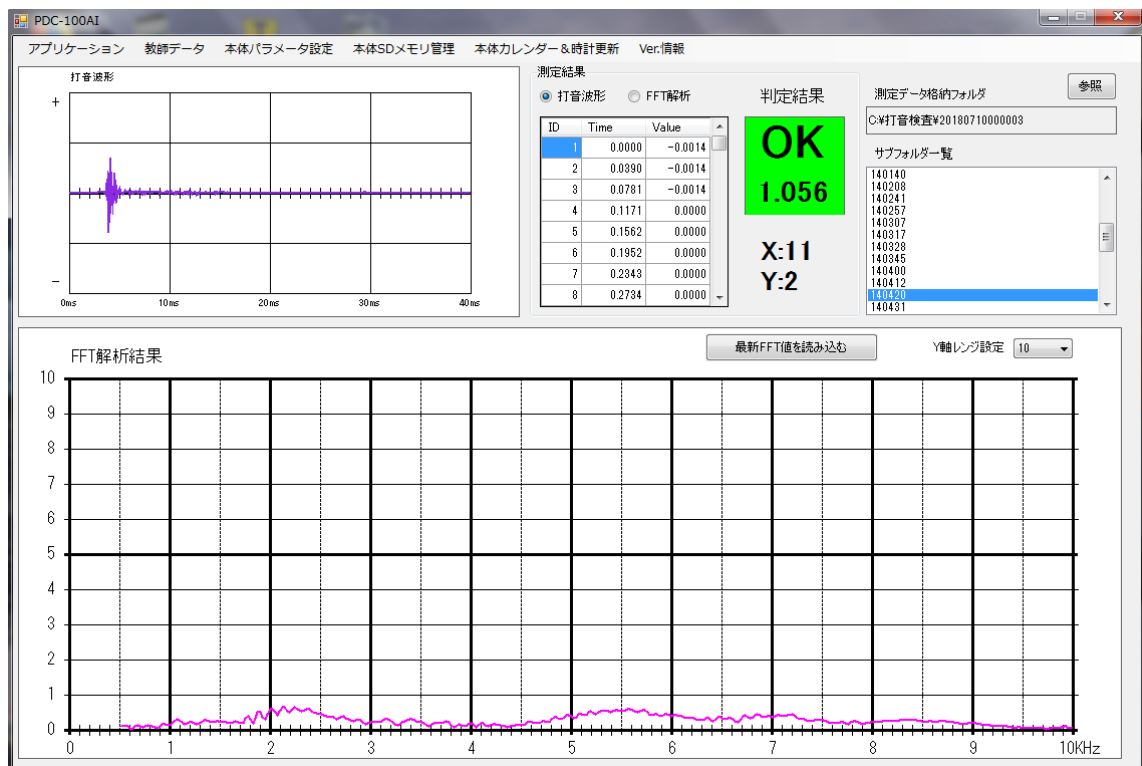 PDC-100AI
アプリケーション 教師データ 本体パラメータ設定 本体SDメモリ管理 本体カレンダー＆時計更新 Ver.情報
打音波形
+
-
0ms 10ms 20ms 30ms 40ms
測定結果
打音波形 FFT解析
ID Time Value
1 0.0000 -0.0014
2 0.0390 -0.0014
3 0.0781 -0.0014
4 0.1171 0.0000
5 0.1562 0.0000
6 0.1952 0.0000
7 0.2343 0.0000
8 0.2734 0.0000
判定結果
OK
1.056
X:11
Y:2
参照
測定データ格納フォルダ
C:¥打音検査¥20180710000003
サブフォルダ一覧
140140
140208
140241
140257
140307
140317
140328
140345
140400
140412
140420
140431
FFT解析結果
最新FFT値を読み込む
Y軸レンジ設定 10
10
9
8
7
6
5
4
3
2
1
0
0 1 2 3 4 5 6 7 8 9 10KHz